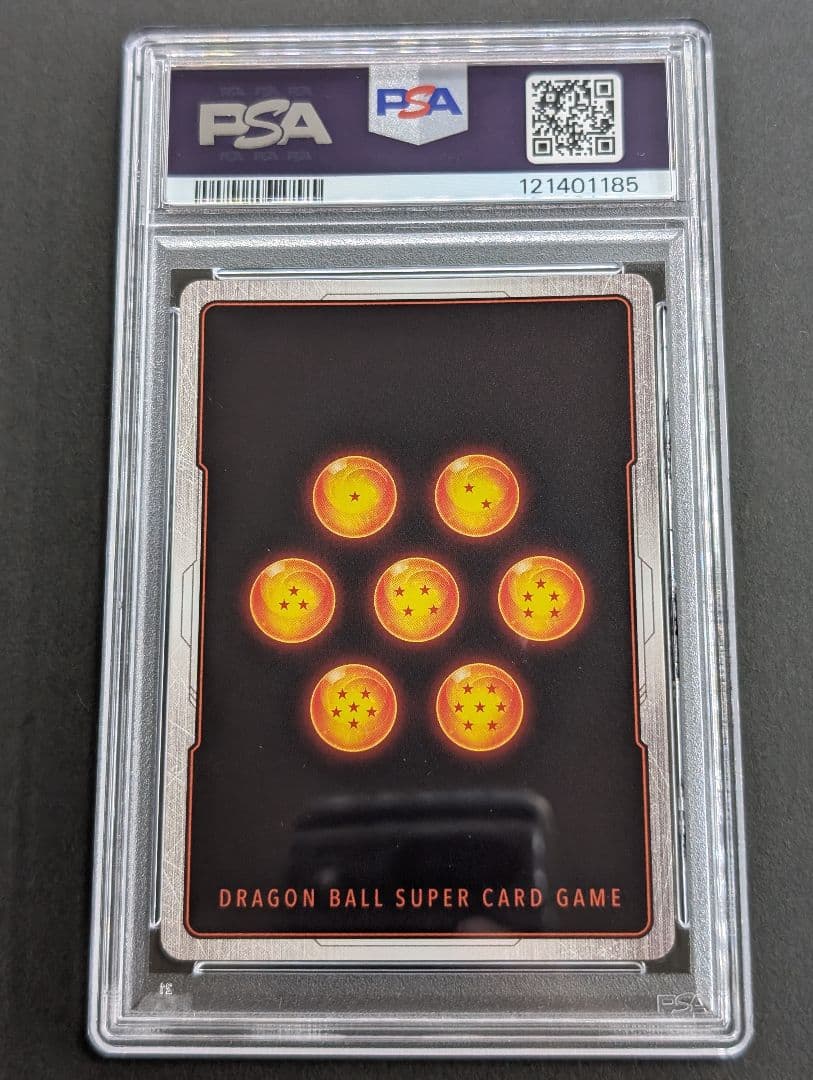 PSA
PSA
121401185
DRAGON BALL SUPER CARD GAME
PSA